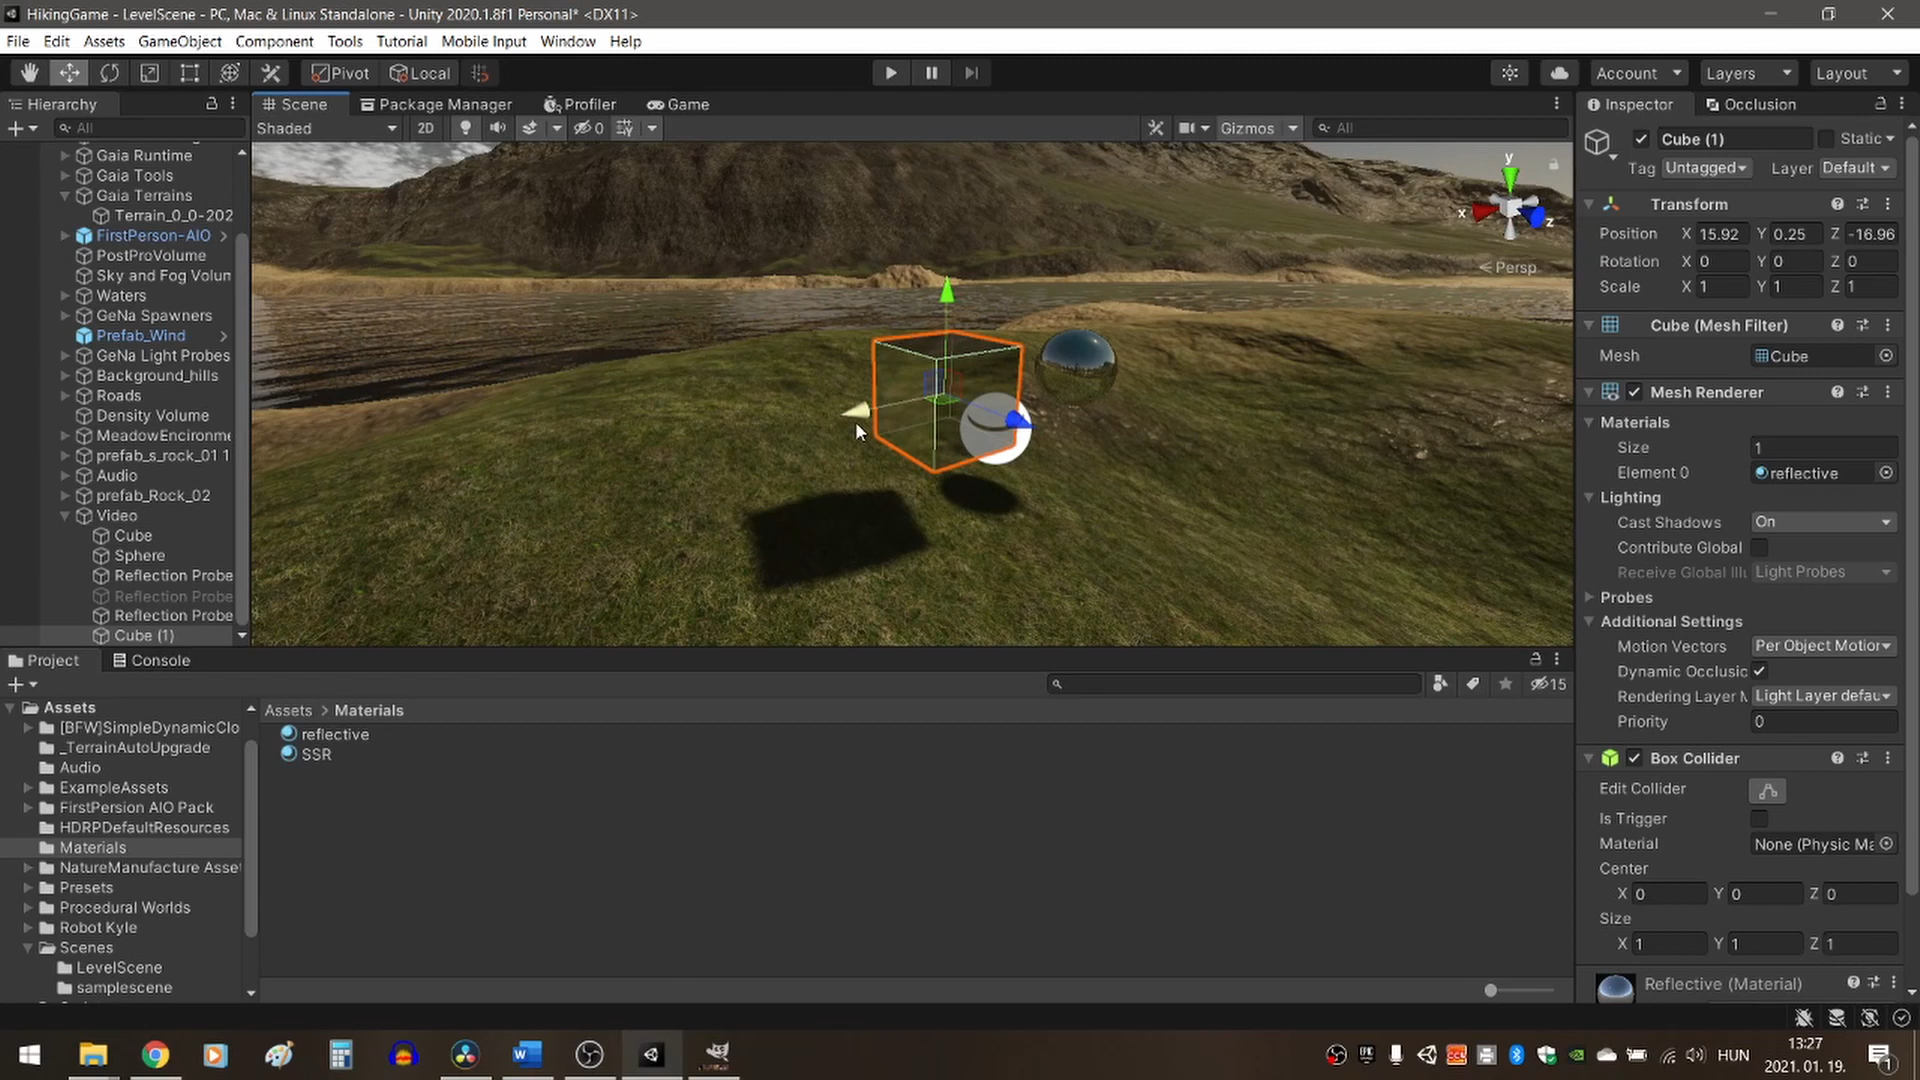 HikingGame - LevelScene - PC, Mac & Linux Standalone - Unity 2020.1.8f1 Personal* <DX11>
File Edit Assets GameObject Component Tools Tutorial Mobile Input Window Help
Pivot Local Account Layers Layout
Hierarchy
All
Gaia Runtime
Gaia Tools
Gaia Terrains
Terrain_0_0-202
FirstPerson-AIO
PostProVolume
Sky and Fog Volun
Waters
GeNa Spawners
Prefab_Wind
GeNa Light Probes
Background_hills
Roads
Density Volume
MeadowEncironme
prefab_s_rock_01 1
Audio
prefab_Rock_02
Video
Cube
Sphere
Reflection Probe
Reflection Probe
Reflection Probe
Cube (1)
Scene Package Manager Profiler Game
Shaded 2D 0 Gizmos All
y
x
z
Persp
Inspector Occlusion
Cube (1) Static
Tag Untagged Layer Default
Transform
Position X 15.92 Y 0.25 Z -16.96
Rotation X 0 Y 0 Z 0
Scale X 1 Y 1 Z 1
Cube (Mesh Filter)
Mesh Cube
Mesh Renderer
Materials
Size 1
Element 0 reflective
Lighting
Cast Shadows On
Contribute Global
Receive Global Illu Light Probes
Probes
Additional Settings
Motion Vectors Per Object Motior
Dynamic Occlusic
Rendering Layer M Light Layer defau
Priority 0
Box Collider
Edit Collider
Is Trigger
Material None (Physic Ma
Center
X 0 Y 0 Z 0
Size
X 1 Y 1 Z 1
Reflective (Material)
Project Console
15
Assets
[BFW]SimpleDynamicClo
_TerrainAutoUpgrade
Audio
ExampleAssets
FirstPersion AIO Pack
HDRPDefaultResources
Materials
NatureManufacture Asset
Presets
Procedural Worlds
Robot Kyle
Scenes
LevelScene
samplescene
Assets > Materials
reflective
SSR
HUN
13:27
2021. 01. 19.
1